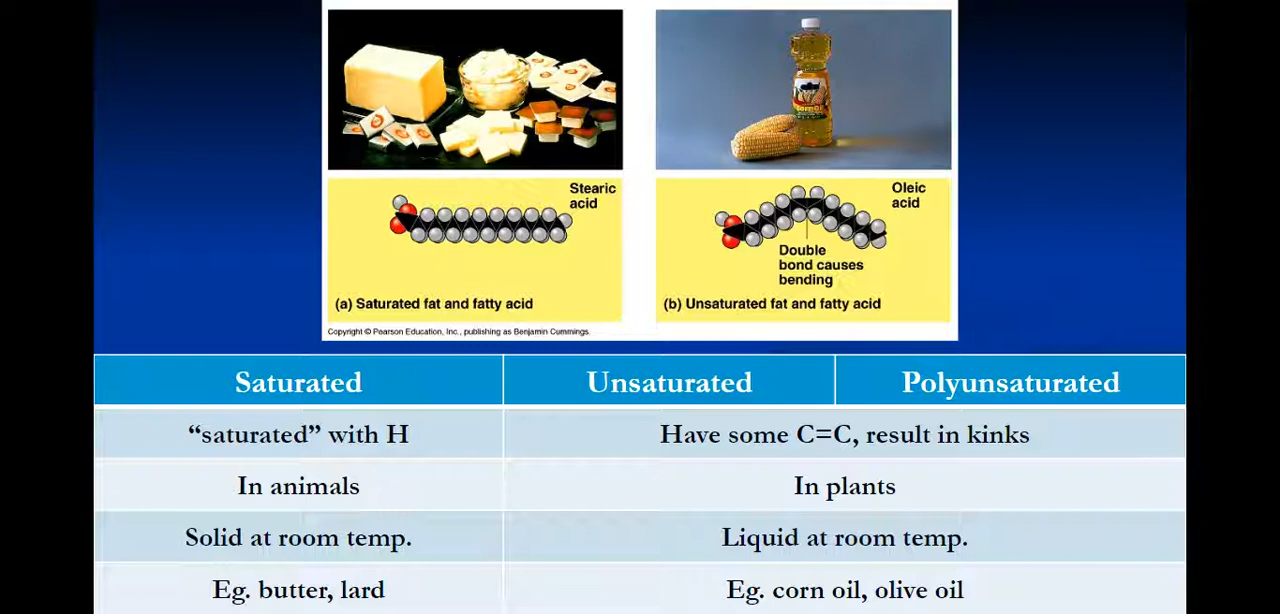 Stearic
acid
(a) Saturated fat and fatty acid
Oleic
acid
Double
bond causes
bending
(b) Unsaturated fat and fatty acid
Copyright © Pearson Education, Inc., publishing as Benjamin Cummings.
Saturated Unsaturated Polyunsaturated
“saturated” with H Have some C=C, result in kinks
In animals In plants
Solid at room temp. Liquid at room temp.
Eg. butter, lard Eg. corn oil, olive oil